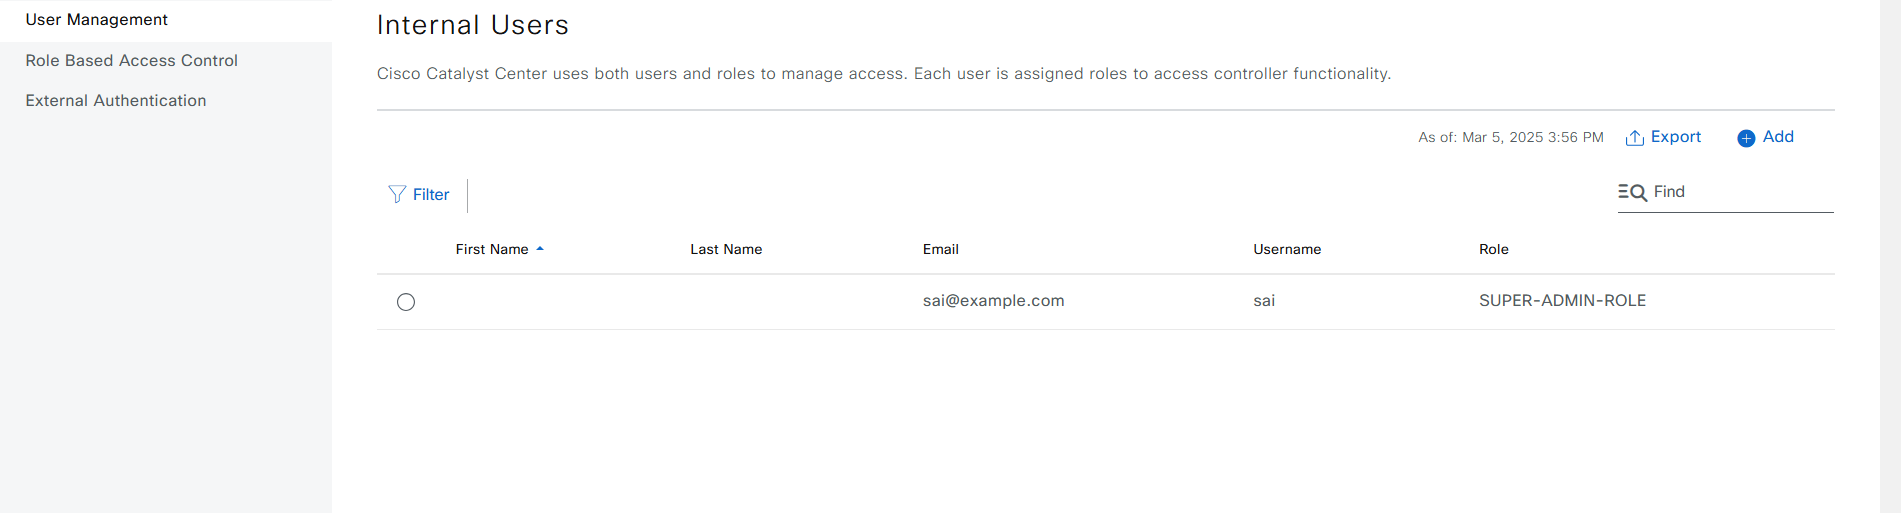 User Management
Role Based Access Control
External Authentication
Internal Users
Cisco Catalyst Center uses both users and roles to manage access. Each user is assigned roles to access controller functionality.
As of: Mar 5, 2025 3:56 PM Export Add
Filter Find
First Name Last Name Email Username Role
sai@example.com sai SUPER-ADMIN-ROLE